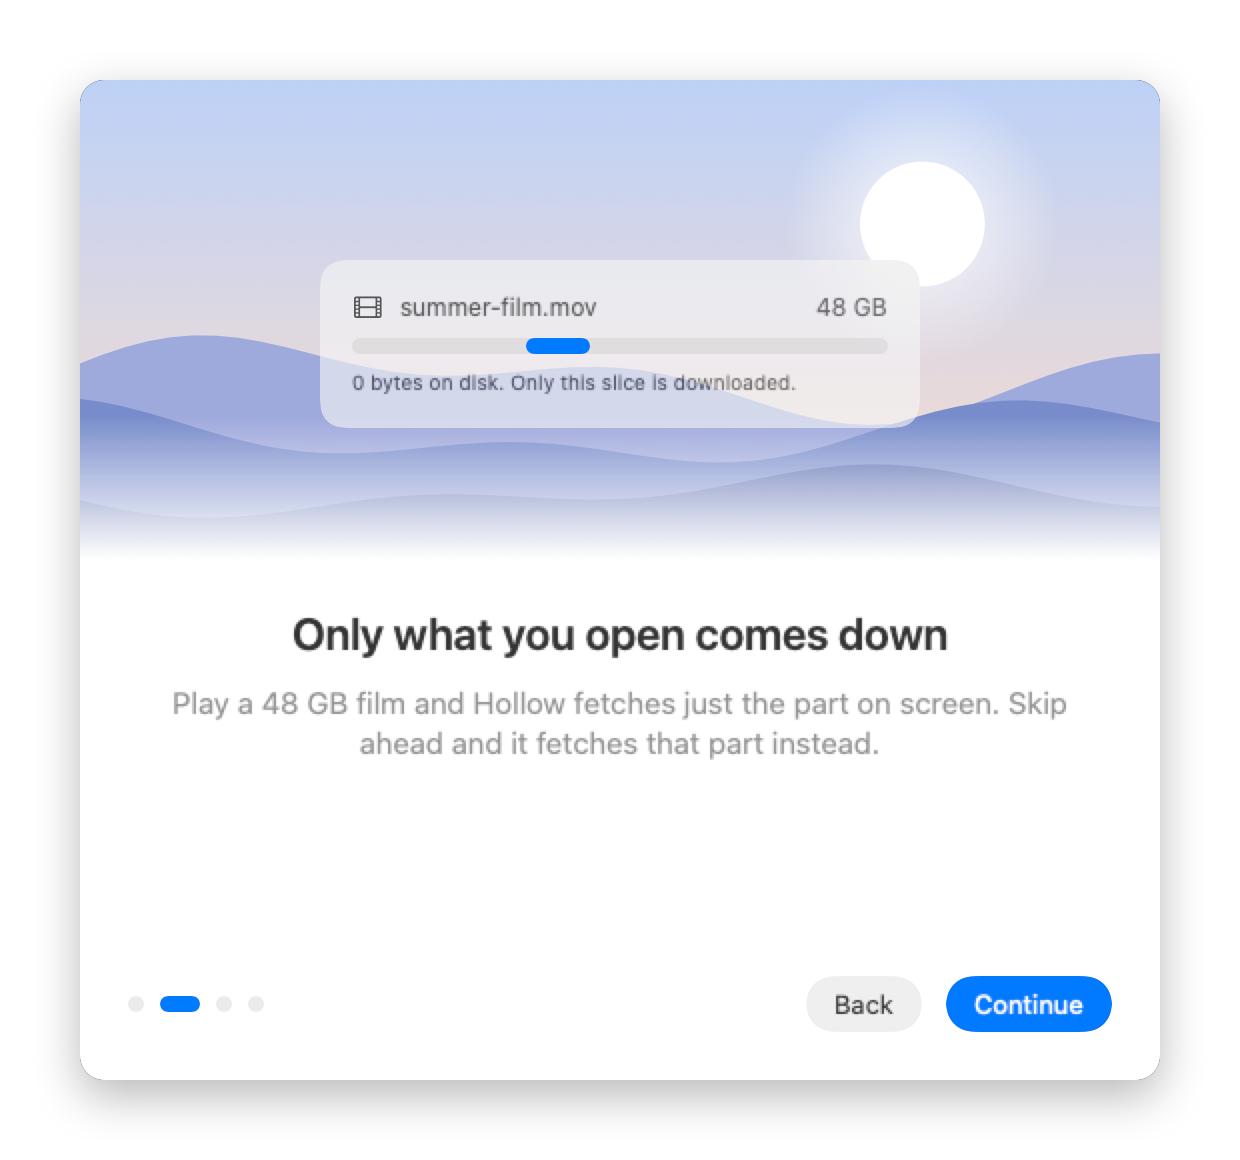 summer-film.mov 48 GB
0 bytes on disk. Only this slice is downloaded.
Only what you open comes down
Play a 48 GB film and Hollow fetches just the part on screen. Skip
ahead and it fetches that part instead.
Back Continue